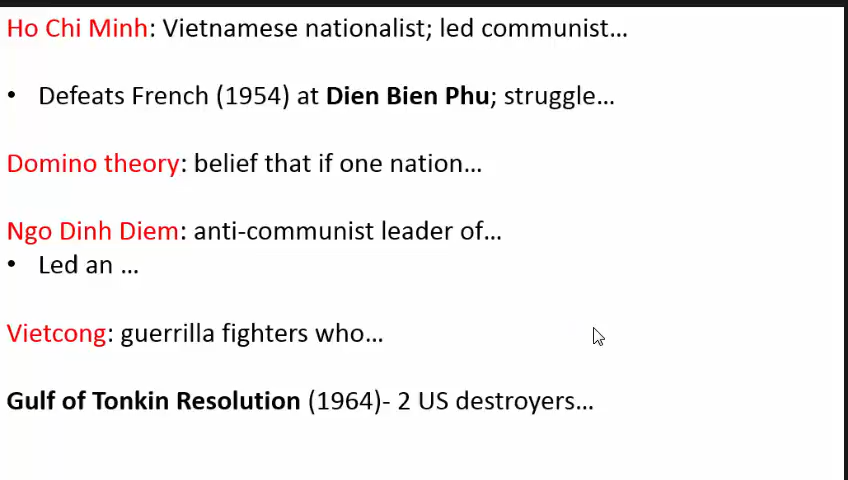 Ho Chi Minh: Vietnamese nationalist; led communist…
• Defeats French (1954) at Dien Bien Phu; struggle…
Domino theory: belief that if one nation…
Ngo Dinh Diem: anti-communist leader of…
• Led an …
Vietcong: guerrilla fighters who…
Gulf of Tonkin Resolution (1964)- 2 US destroyers…